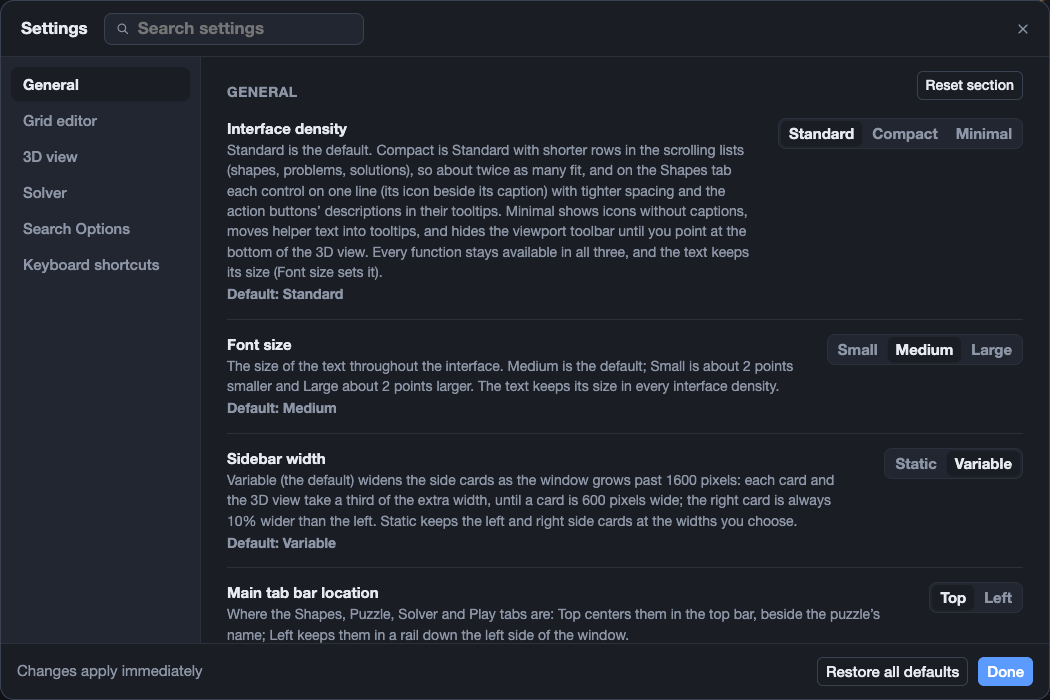 Settings
Search settings
×
General
Grid editor
3D view
Solver
Search Options
Keyboard shortcuts
GENERAL
Reset section
Interface density
Standard is the default. Compact is Standard with shorter rows in the scrolling lists
(shapes, problems, solutions), so about twice as many fit, and on the Shapes tab
each control on one line (its icon beside its caption) with tighter spacing and the
action buttons’ descriptions in their tooltips. Minimal shows icons without captions,
moves helper text into tooltips, and hides the viewport toolbar until you point at the
bottom of the 3D view. Every function stays available in all three, and the text keeps
its size (Font size sets it).
Default: Standard
Standard Compact Minimal
Font size
The size of the text throughout the interface. Medium is the default; Small is about 2 points
smaller and Large about 2 points larger. The text keeps its size in every interface density.
Default: Medium
Small Medium Large
Sidebar width
Variable (the default) widens the side cards as the window grows past 1600 pixels: each card and
the 3D view take a third of the extra width, until a card is 600 pixels wide; the right card is always
10% wider than the left. Static keeps the left and right side cards at the widths you choose.
Default: Variable
Static Variable
Main tab bar location
Where the Shapes, Puzzle, Solver and Play tabs are: Top centers them in the top bar, beside the puzzle’s
name; Left keeps them in a rail down the left side of the window.
Top Left
Changes apply immediately
Restore all defaults
Done